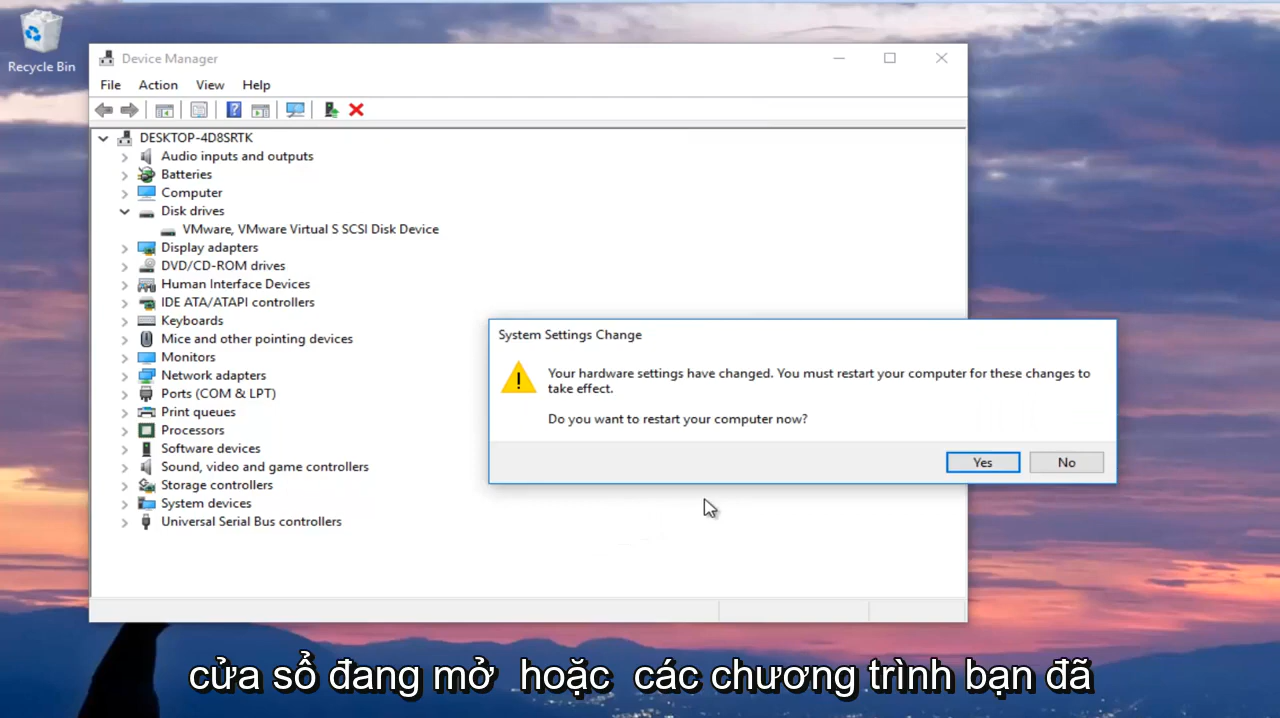 Recycle Bin
Device Manager
File Action View Help
DESKTOP-4D8SRTK
Audio inputs and outputs
Batteries
Computer
Disk drives
VMware, VMware Virtual S SCSI Disk Device
Display adapters
DVD/CD-ROM drives
Human Interface Devices
IDE ATA/ATAPI controllers
Keyboards
Mice and other pointing devices
Monitors
Network adapters
Ports (COM & LPT)
Print queues
Processors
Software devices
Sound, video and game controllers
Storage controllers
System devices
Universal Serial Bus controllers
System Settings Change
Your hardware settings have changed. You must restart your computer for these changes to
take effect.
Do you want to restart your computer now?
Yes No
cửa sổ đang mở hoặc các chương trình bạn đã